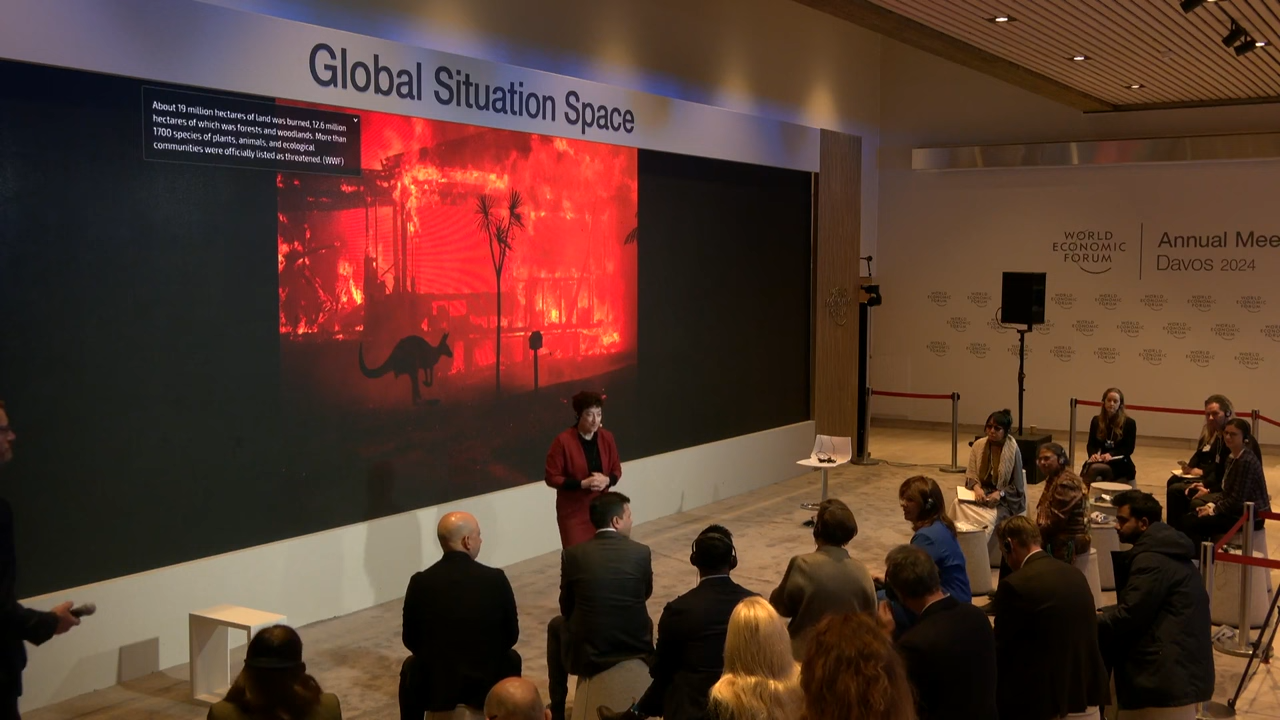 Global Situation Space
About 19 million hectares of land was burned, 12.6 million
hectares of which was forests and woodlands. More than
1700 species of plants, animals, and ecological
communities were officially listed as threatened. (WWF)
WORLD
ECONOMIC
FORUM
Annual Mee
Davos 2024